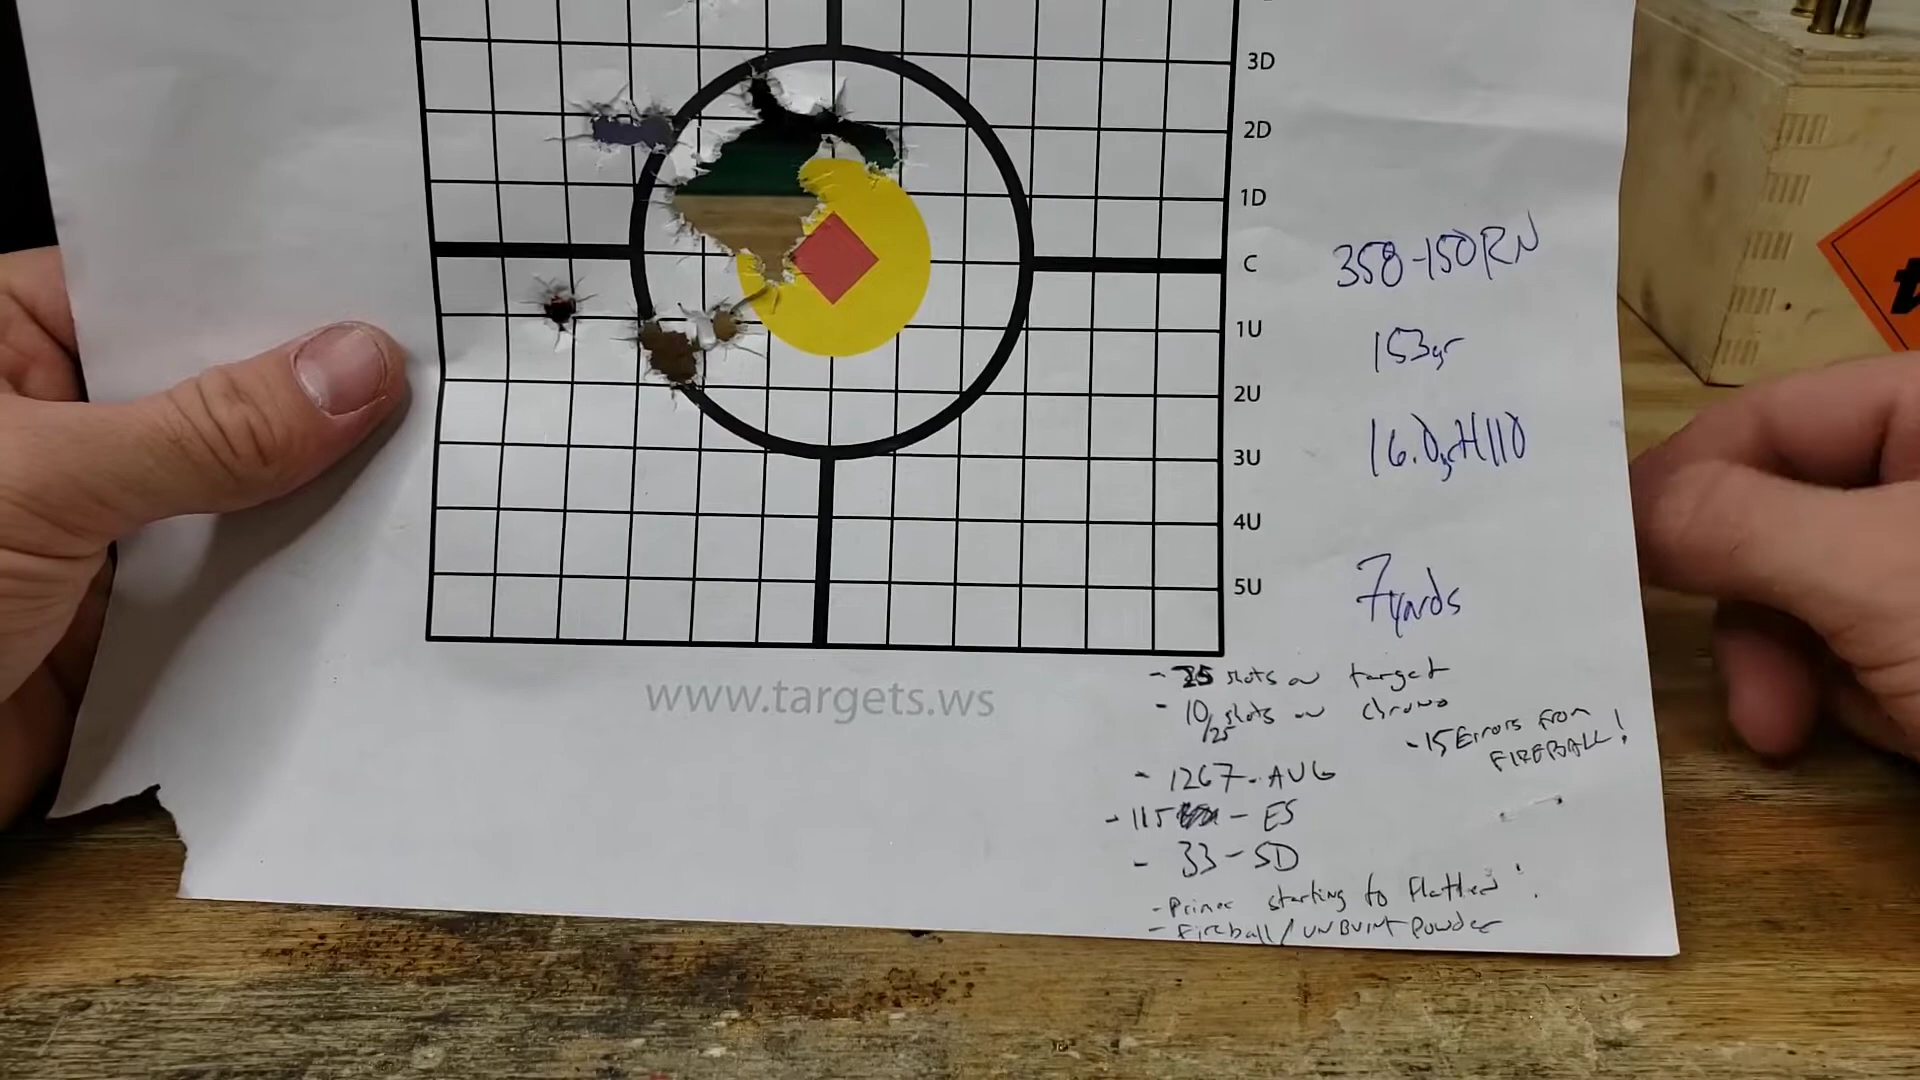 3D
2D
1D
C
1U
2U
3U
4U
5U
358-150RN
153gr
16.0gr H110
7yards
www.targets.ws
- 25 shots on target
- 10/25 shots on chrono
- 15 Errors from
FIREBALL!
- 1267 - AVG
- 115 - ES
- 33 - SD
- Primer starting to Flatten!
- Fireball/UNBURNT Powder